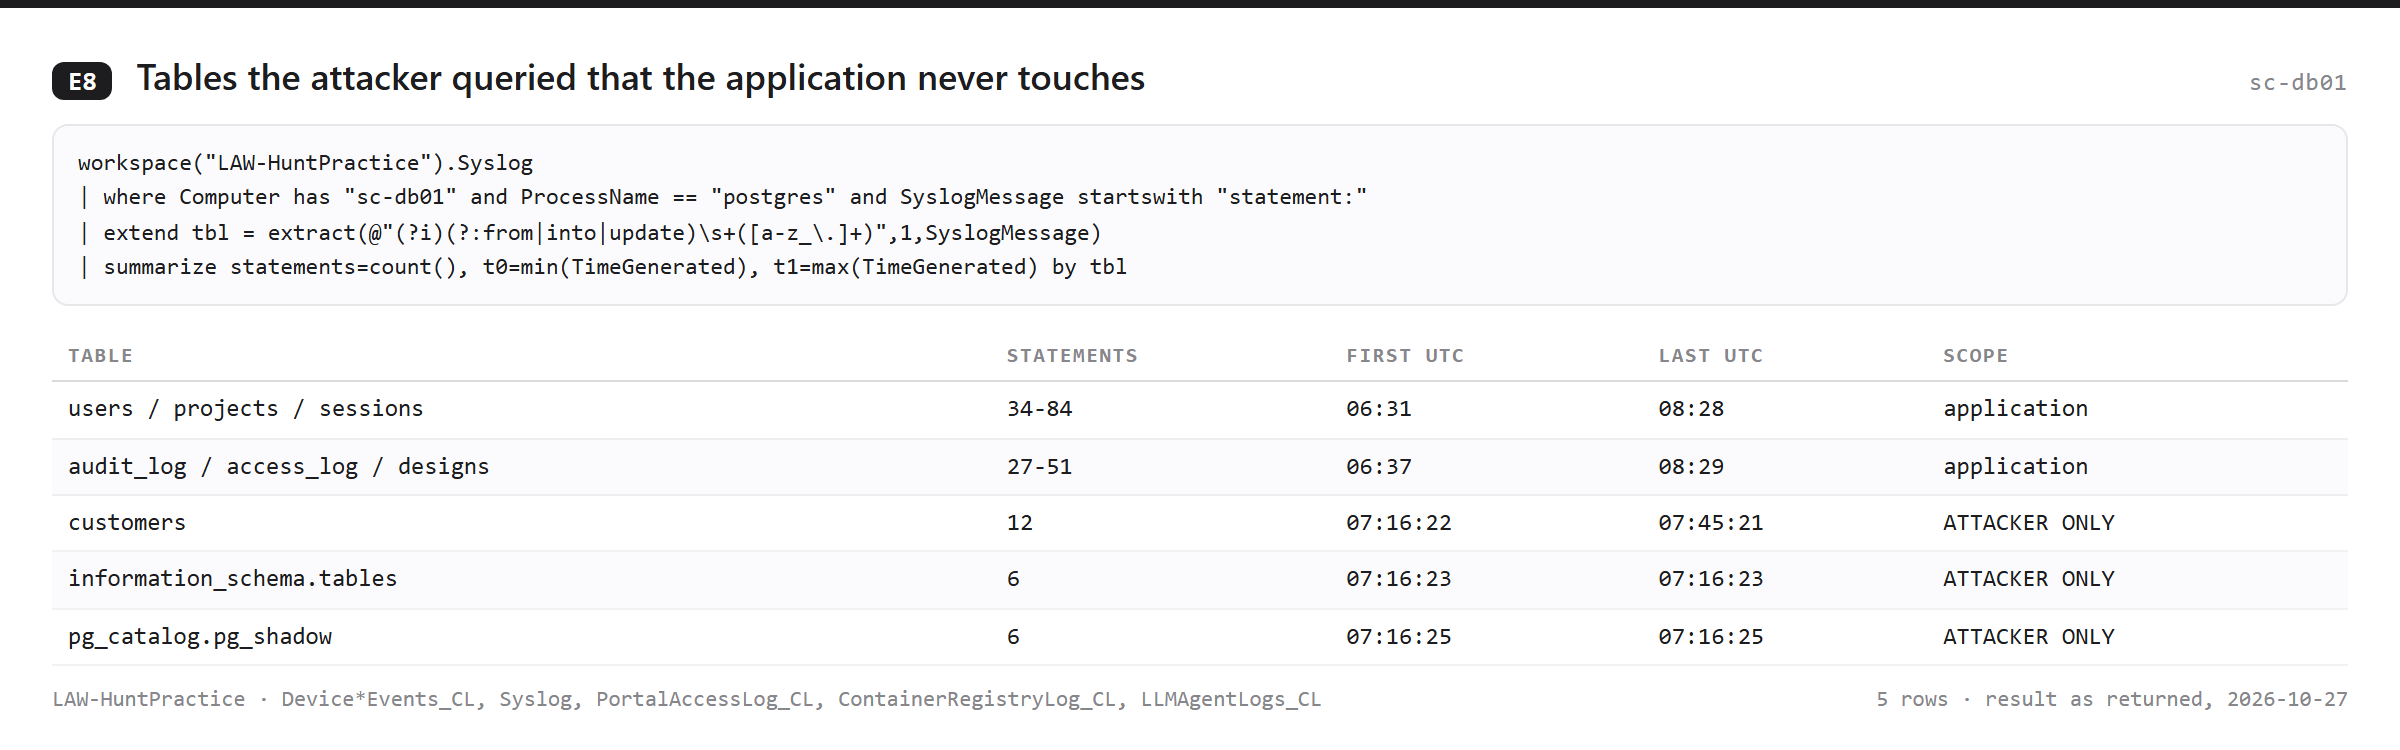 E8 Tables the attacker queried that the application never touches sc-db01
workspace("LAW-HuntPractice").Syslog
| where Computer has "sc-db01" and ProcessName == "postgres" and SyslogMessage startswith "statement:"
| extend tbl = extract(@"(?i)(?:from|into|update)\s+([a-z_\.]+)",1,SyslogMessage)
| summarize statements=count(), t0=min(TimeGenerated), t1=max(TimeGenerated) by tbl
TABLE STATEMENTS FIRST UTC LAST UTC SCOPE
users / projects / sessions 34-84 06:31 08:28 application
audit_log / access_log / designs 27-51 06:37 08:29 application
customers 12 07:16:22 07:45:21 ATTACKER ONLY
information_schema.tables 6 07:16:23 07:16:23 ATTACKER ONLY
pg_catalog.pg_shadow 6 07:16:25 07:16:25 ATTACKER ONLY
LAW-HuntPractice · Device*Events_CL, Syslog, PortalAccessLog_CL, ContainerRegistryLog_CL, LLMAgentLogs_CL 5 rows · result as returned, 2026-10-27